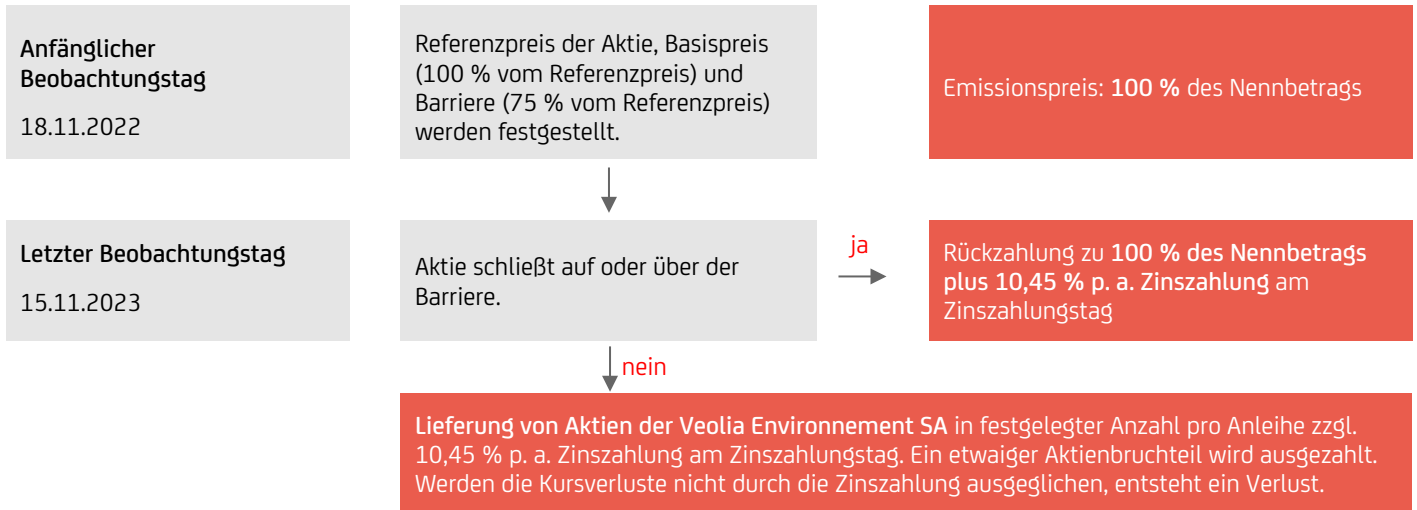 Anfänglicher
Beobachtungstag
18.11.2022
Referenzpreis der Aktie, Basispreis
(100 % vom Referenzpreis) und
Barriere (75 % vom Referenzpreis)
werden festgestellt.
Emissionspreis: 100 % des Nennbetrags
Letzter Beobachtungstag
15.11.2023
Aktie schließt auf oder über der
Barriere.
ja
Rückzahlung zu 100 % des Nennbetrags
plus 10,45 % p. a. Zinszahlung am
Zinszahlungstag
nein
Lieferung von Aktien der Veolia Environnement SA in festgelegter Anzahl pro Anleihe zzgl.
10,45 % p. a. Zinszahlung am Zinszahlungstag. Ein etwaiger Aktienbruchteil wird ausgezahlt.
Werden die Kursverluste nicht durch die Zinszahlung ausgeglichen, entsteht ein Verlust.